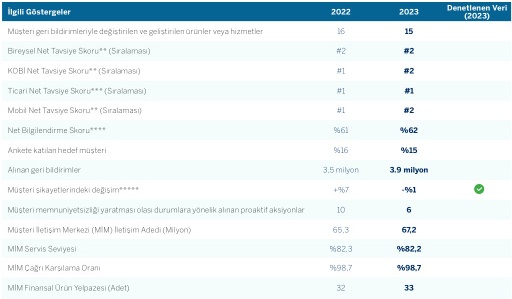 İlgili Göstergeler 2022 2023 Denetlenen Veri (2023)
Müşteri geri bildirimleriyle değiştirilen ve geliştirilen ürünler veya hizmetler 16 15
Bireysel Net Tavsiye Skoru** (Sıralaması) #2 #2
KOBİ Net Tavsiye Skoru** (Sıralaması) #1 #2
Ticari Net Tavsiye Skoru*** (Sıralaması) #1 #1
Mobil Net Tavsiye Skoru** (Sıralaması) #1 #2
Net Bilgilendirme Skoru**** %61 %62
Ankete katılan hedef müşteri %16 %15
Alınan geri bildirimler 3,5 milyon 3.9 milyon
Müşteri şikayetlerindeki değişim***** +%7 -%1
Müşteri memnuniyetsizliği yaratması olası durumlara yönelik alınan proaktif aksiyonlar 10 6
Müşteri İletişim Merkezi (MİM) İletişim Adedi (Milyon) 65,3 67,2
MİM Servis Seviyesi %82,3 %82,2
MİM Çağrı Karşılama Oranı %98,7 %98,7
MİM Finansal Ürün Yelpazesi (Adet) 32 33